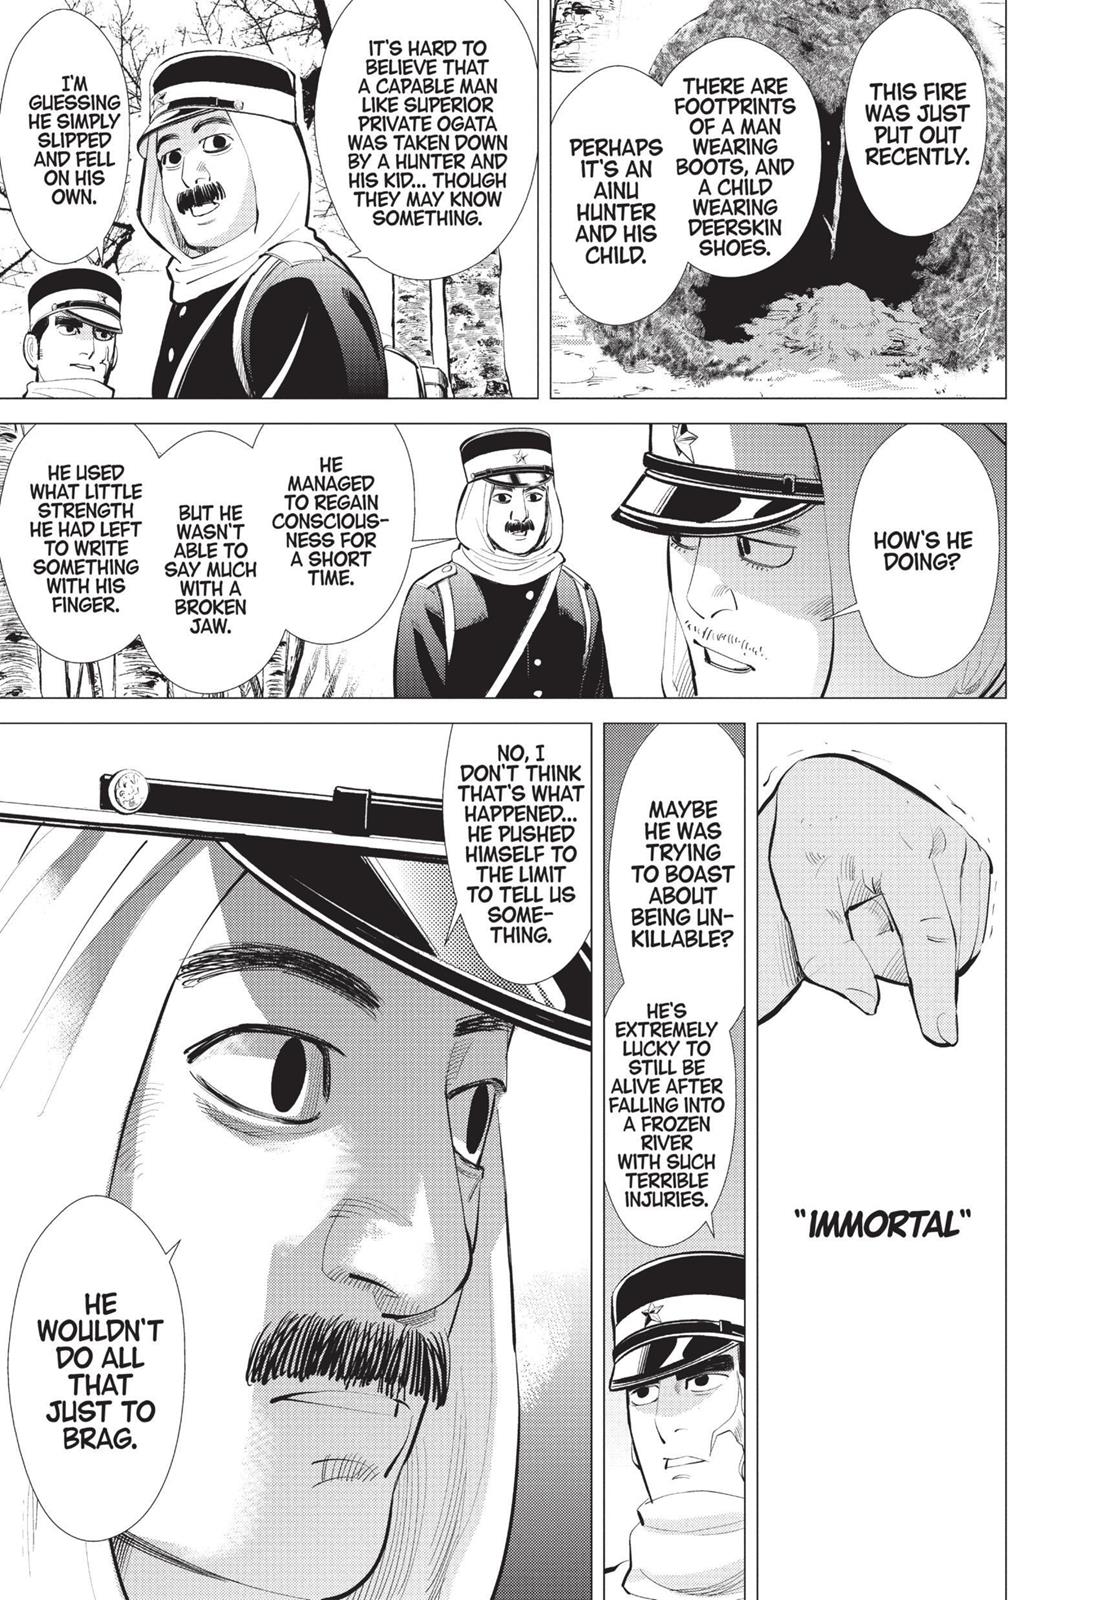 THIS FIRE
WAS JUST
PUT OUT
RECENTLY.
THERE ARE
FOOTPRINTS
OF A MAN
WEARING
BOOTS, AND
A CHILD
WEARING
DEERSKIN
SHOES.
PERHAPS
IT'S AN
AINU
HUNTER
AND HIS
CHILD.
IT'S HARD TO
BELIEVE THAT
A CAPABLE MAN
LIKE SUPERIOR
PRIVATE OGATA
WAS TAKEN DOWN
BY A HUNTER AND
HIS KID... THOUGH
THEY MAY KNOW
SOMETHING.
I'M
GUESSING
HE SIMPLY
SLIPPED
AND FELL
ON HIS
OWN.
HOW'S HE
DOING?
HE
MANAGED
TO REGAIN
CONSCIOUS-
NESS FOR
A SHORT
TIME.
BUT HE
WASN'T
ABLE TO
SAY MUCH
WITH A
BROKEN
JAW.
HE USED
WHAT LITTLE
STRENGTH
HE HAD LEFT
TO WRITE
SOMETHING
WITH HIS
FINGER.
"IMMORTAL"
MAYBE
HE WAS
TRYING
TO BOAST
ABOUT
BEING UN-
KILLABLE?
HE'S
EXTREMELY
LUCKY TO
STILL BE
ALIVE AFTER
FALLING INTO
A FROZEN
RIVER
WITH SUCH
TERRIBLE
INJURIES.
NO, I
DON'T THINK
THAT'S WHAT
HAPPENED...
HE PUSHED
HIMSELF TO
THE LIMIT
TO TELL US
SOME-
THING.
HE
WOULDN'T
DO ALL
THAT
JUST TO
BRAG.